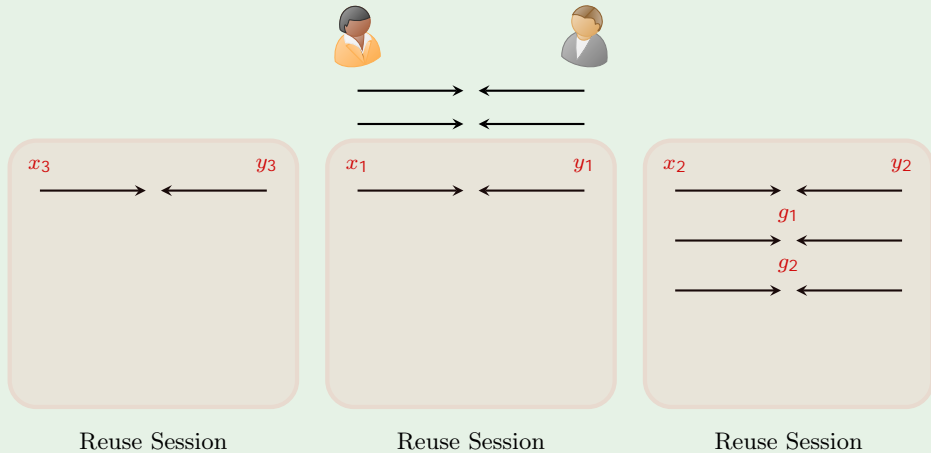 x₃ y₃ x₁ y₁ x₂ y₂
g₁
g₂
Reuse Session Reuse Session Reuse Session